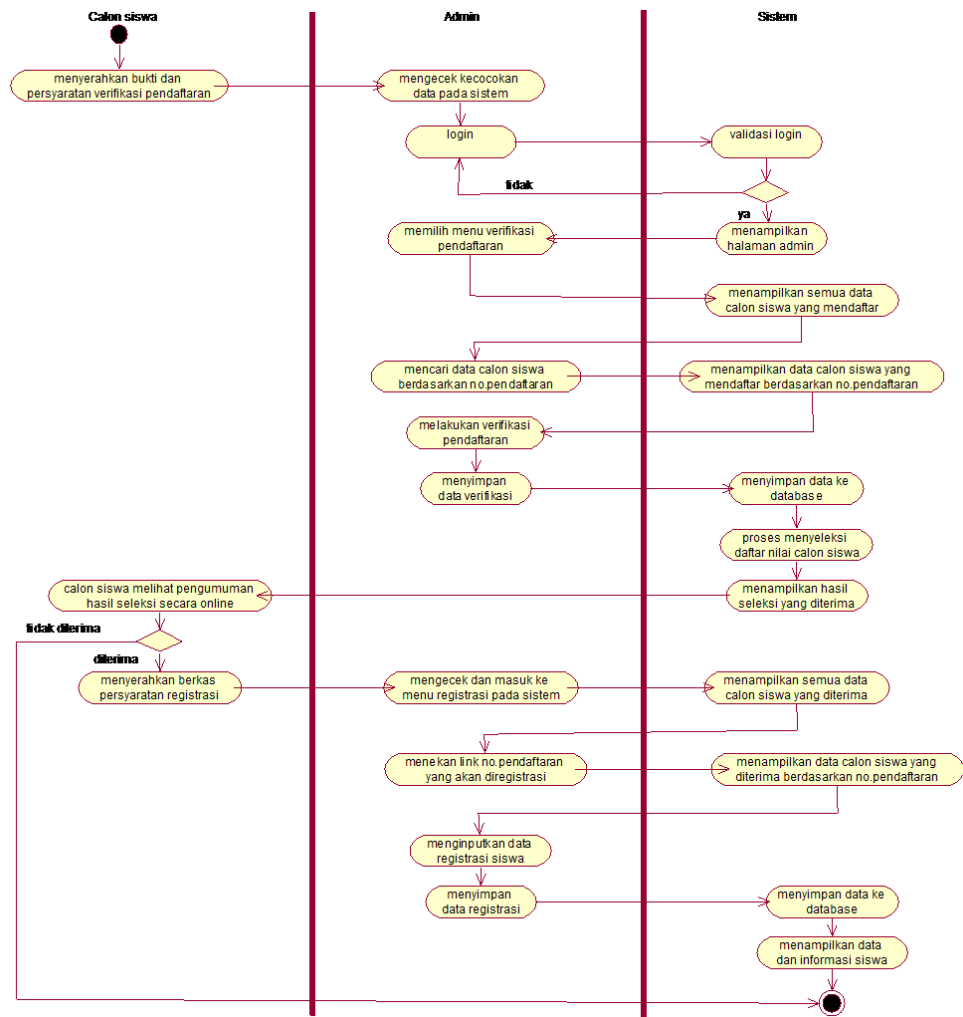 Calon siswa
Admin
Sistem
menyerahkan bukti dan
persyaratan verifikasi pendaftaran
mengecek kecocokan
data pada sistem
login
validasi login
tidak
ya
memilih menu verifikasi
pendaftaran
menampilkan
halaman admin
menampilkan semua data
calon siswa yang mendaftar
mencari data calon siswa
berdasarkan no.pendaftaran
menampilkan data calon siswa yang
mendaftar berdasarkan no.pendaftaran
melakukan verifikasi
pendaftaran
menyimpan
data verifikasi
menyimpan data ke
database
proses menyeleksi
daftar nilai calon siswa
calon siswa melihat pengumuman
hasil seleksi secara online
menampilkan hasil
seleksi yang diterima
tidak diterima
diterima
menyerahkan berkas
persyaratan registrasi
mengecek dan masuk ke
menu registrasi pada sistem
menampilkan semua data
calon siswa yang diterima
menekan link no.pendaftaran
yang akan diregistrasi
menampilkan data calon siswa yang
diterima berdasarkan no.pendaftaran
menginputkan data
registrasi siswa
menyimpan
data registrasi
menyimpan data ke
database
menampilkan data
dan informasi siswa